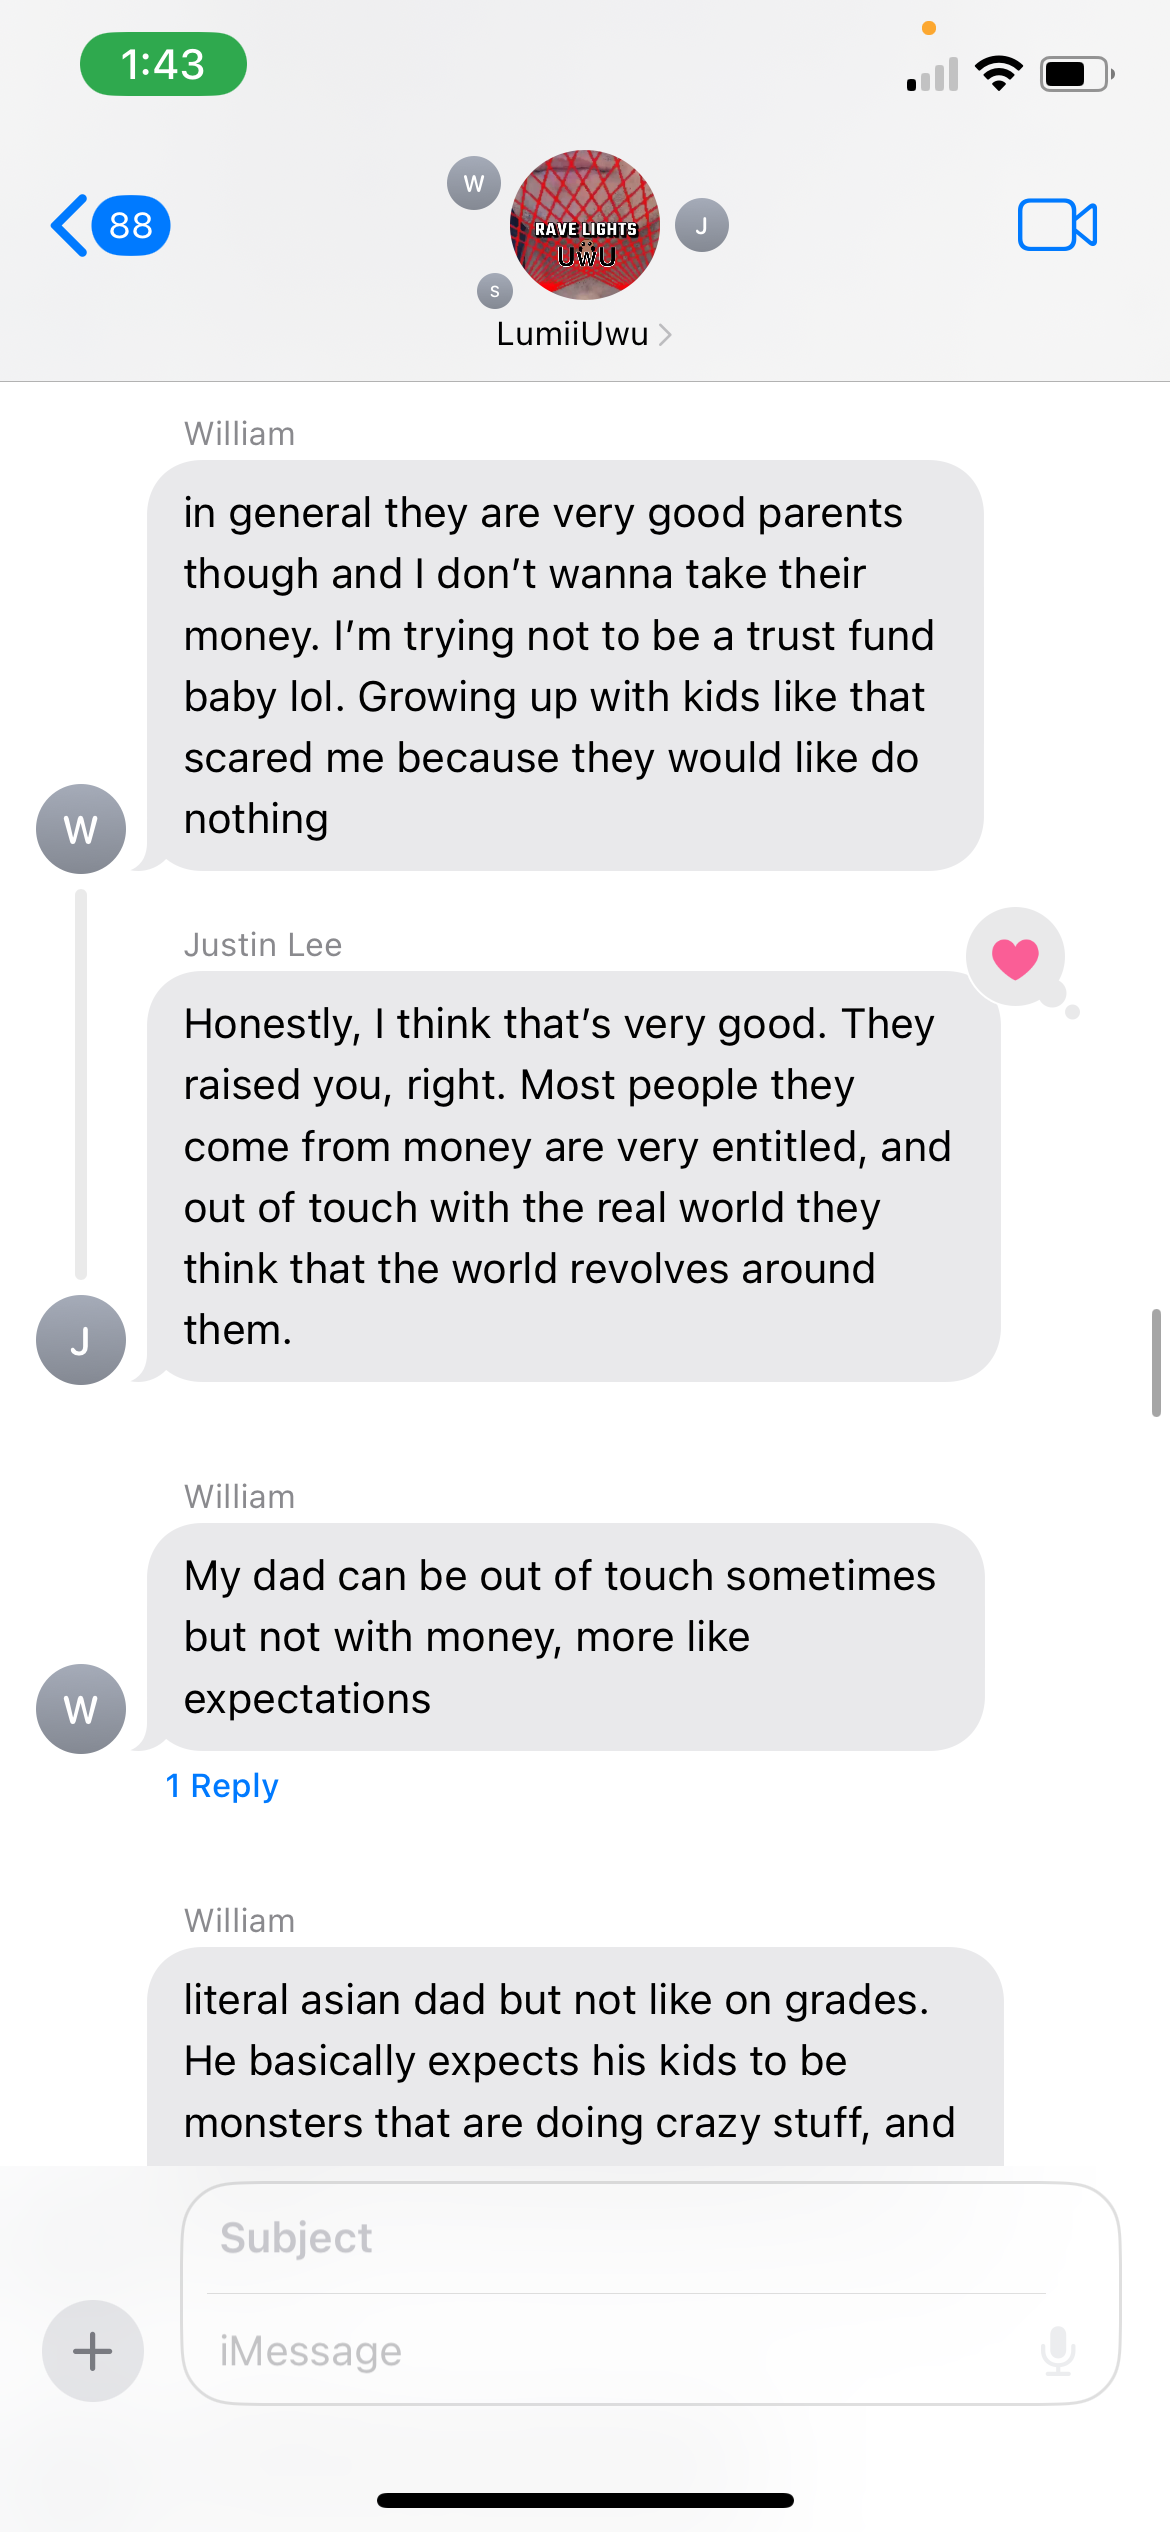 1:43
88
W
J
S
RAVE LIGHTS
UWU
LumiiUwu
William
in general they are very good parents
though and I don’t wanna take their
money. I’m trying not to be a trust fund
baby lol. Growing up with kids like that
scared me because they would like do
nothing
W
Justin Lee
Honestly, I think that’s very good. They
raised you, right. Most people they
come from money are very entitled, and
out of touch with the real world they
think that the world revolves around
them.
J
William
My dad can be out of touch sometimes
but not with money, more like
expectations
W
1 Reply
William
literal asian dad but not like on grades.
He basically expects his kids to be
monsters that are doing crazy stuff, and
Subject
iMessage